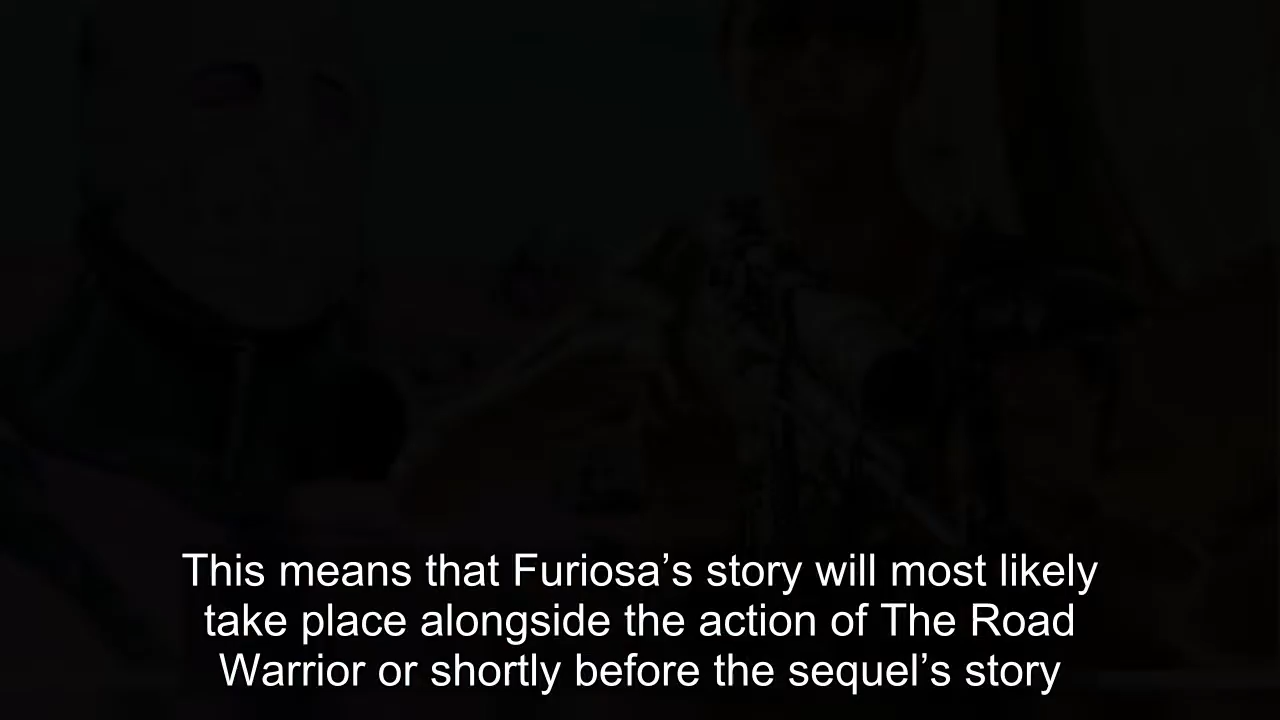 This means that Furiosa’s story will most likely
take place alongside the action of The Road
Warrior or shortly before the sequel’s story